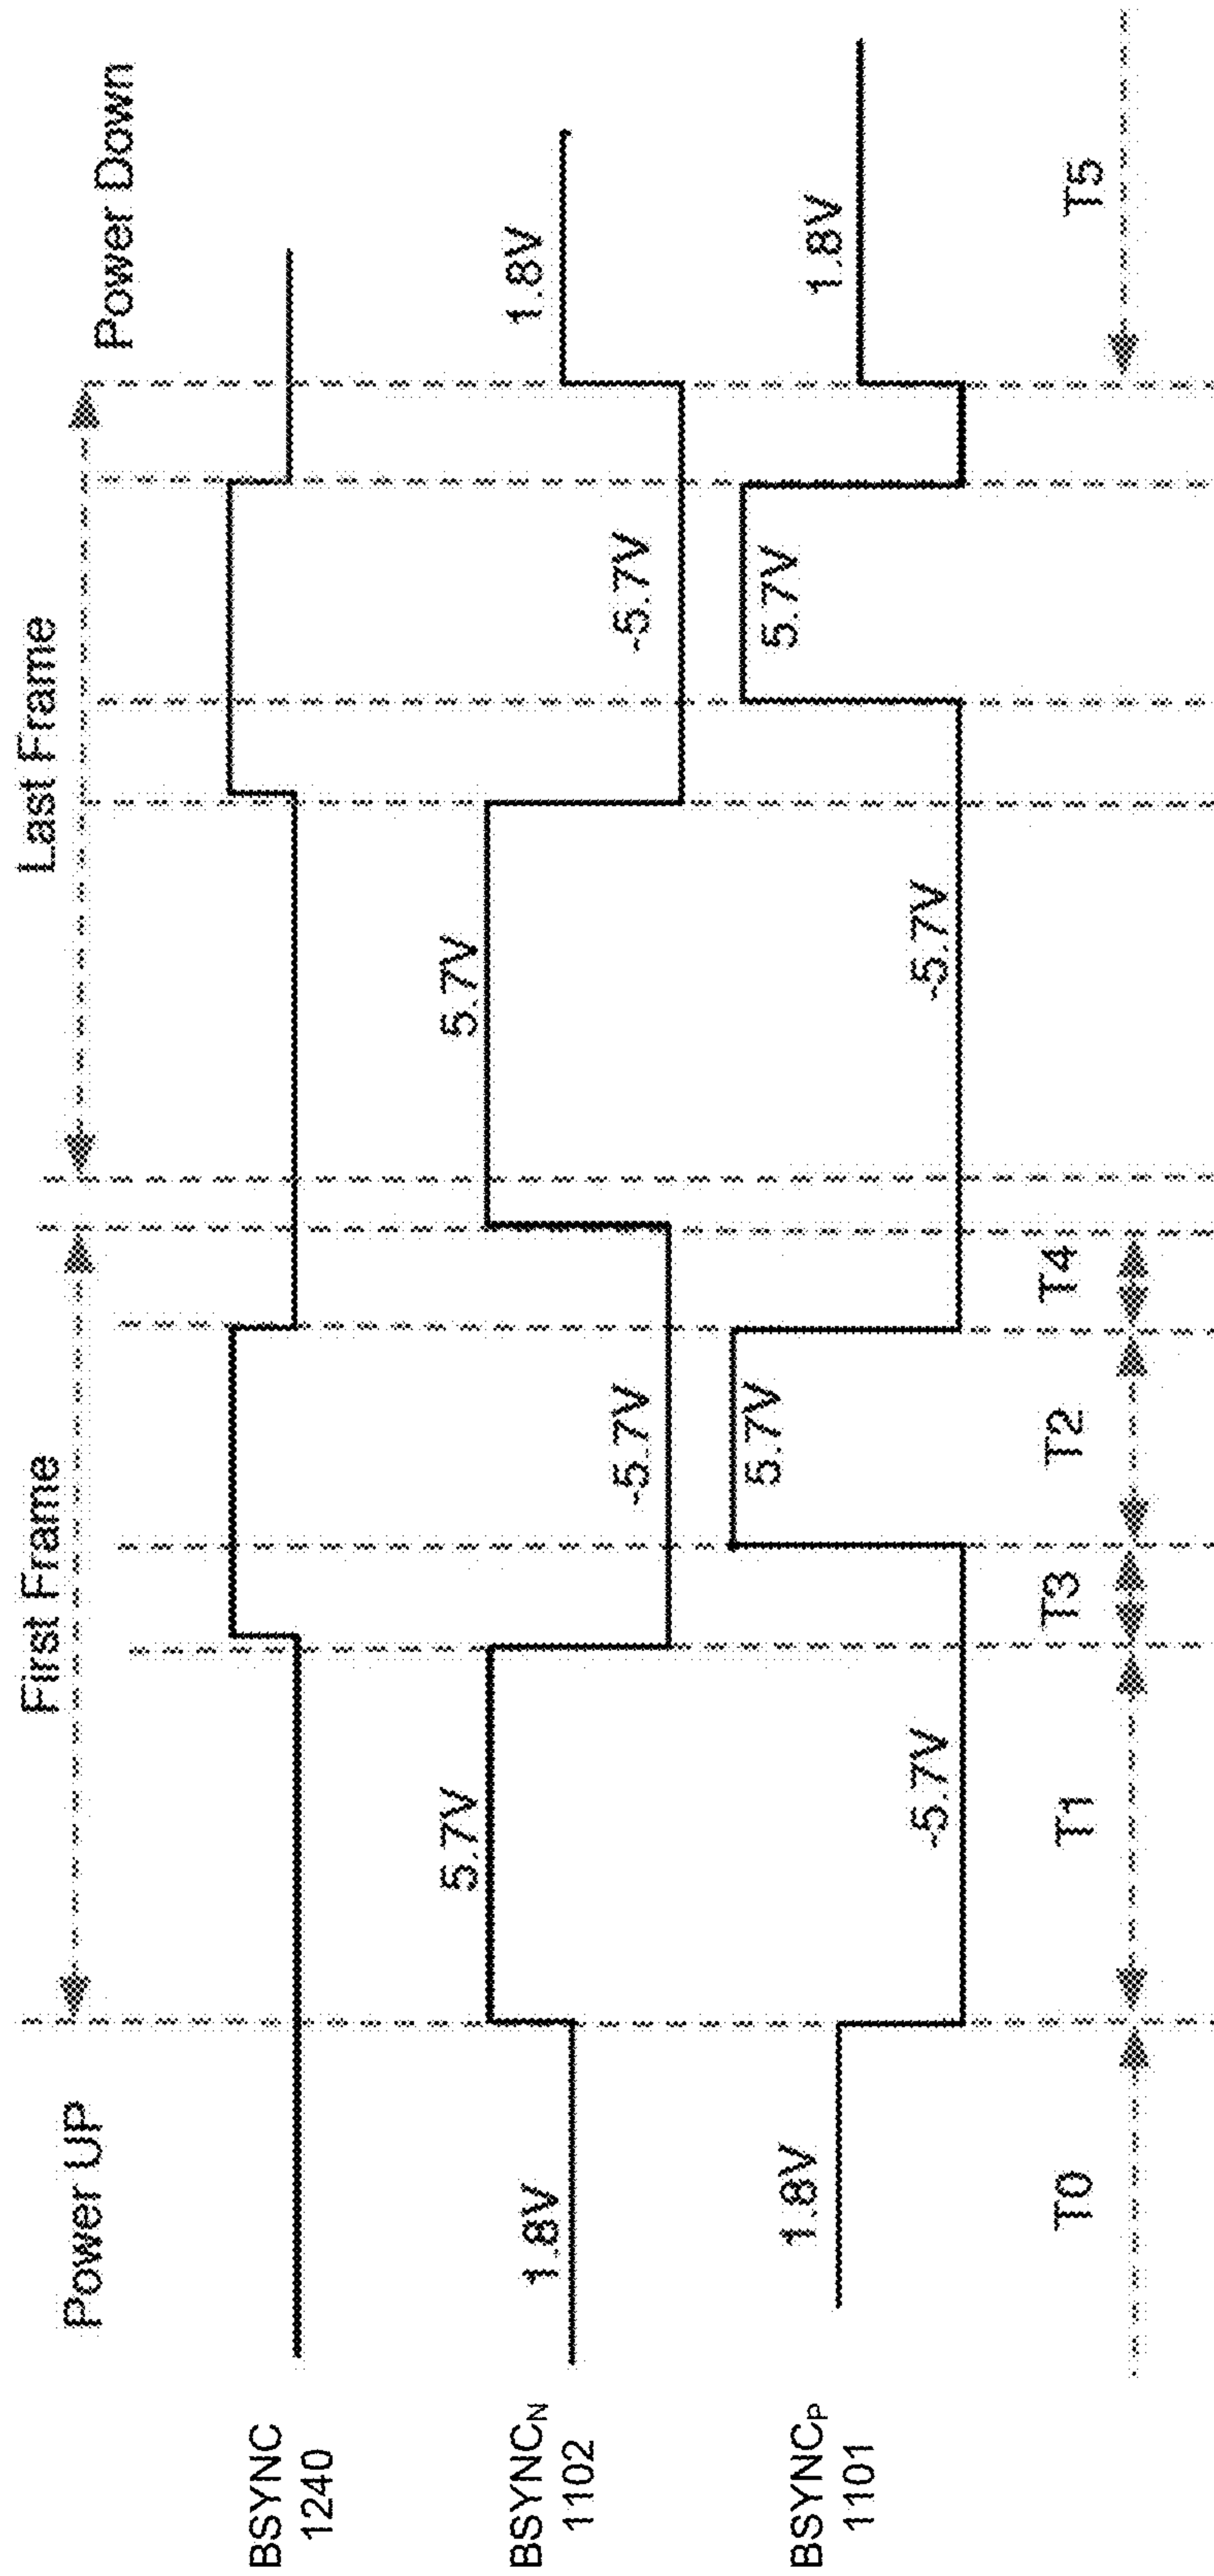 Power UP
First Frame
Last Frame
Power Down
BSYNC
1240
BSYNCN
1102
1.8V
5.7V
-5.7V
5.7V
-5.7V
1.8V
BSYNCP
1101
1.8V
-5.7V
5.7V
-5.7V
5.7V
1.8V
T0
T1
T3
T2
T4
T5